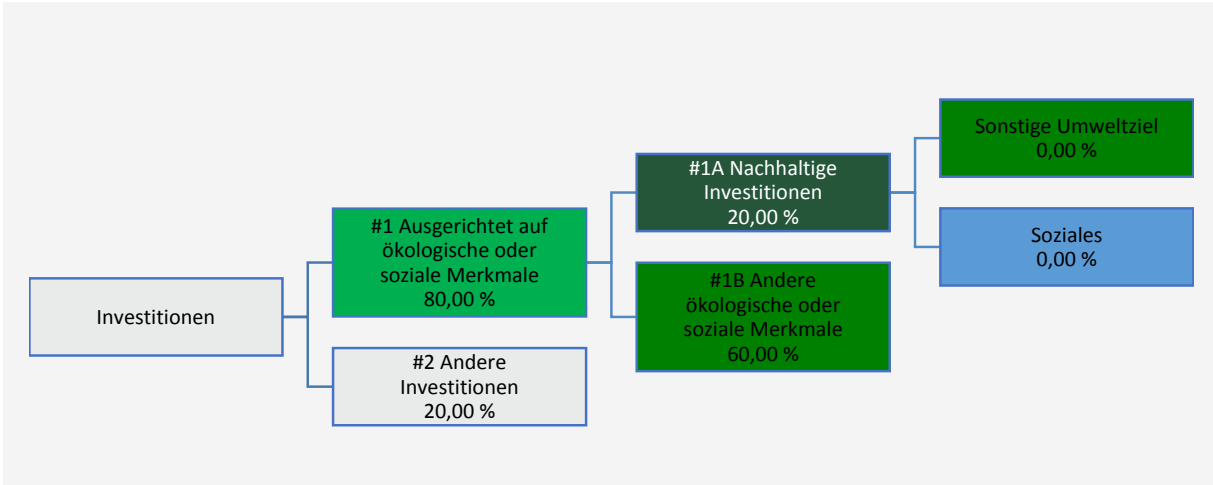 Investitionen
#1 Ausgerichtet auf
ökologische oder
soziale Merkmale
80,00 %
#2 Andere
Investitionen
20,00 %
#1A Nachhaltige
Investitionen
20,00 %
#1B Andere
ökologische oder
soziale Merkmale
60,00 %
Sonstige Umweltziel
0,00 %
Soziales
0,00 %